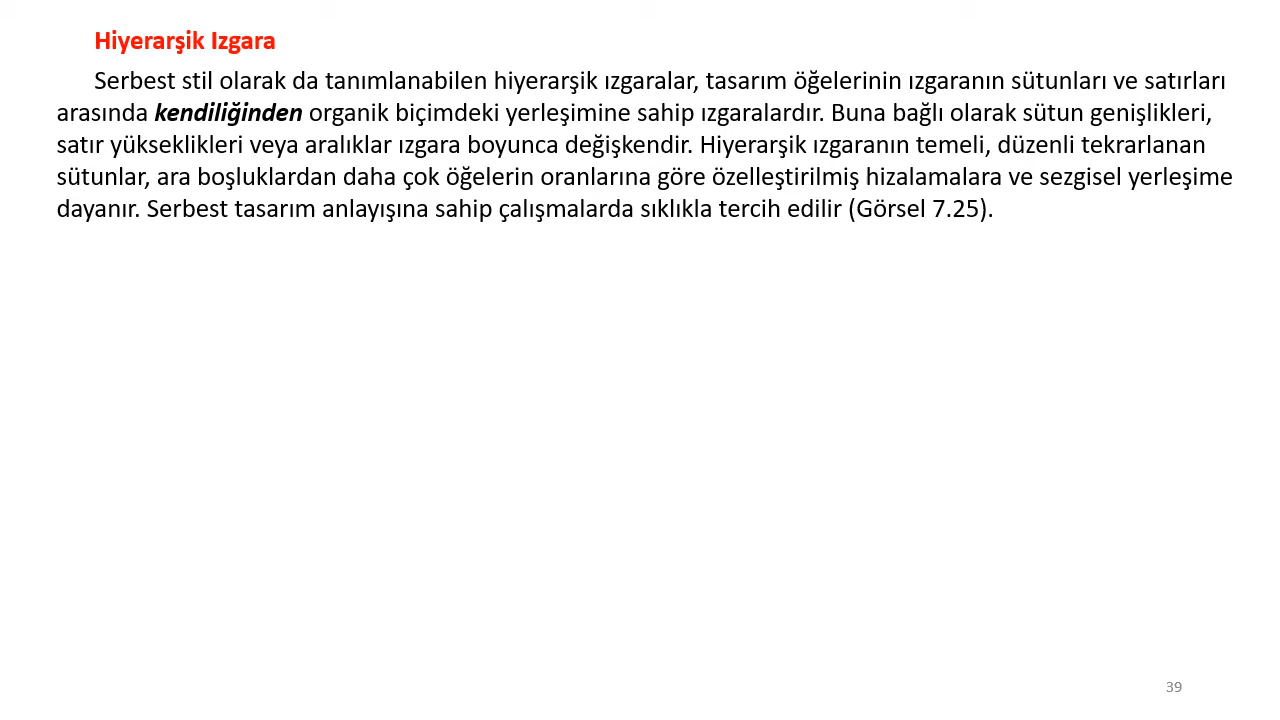 Hiyerarşik Izgara
Serbest stil olarak da tanımlanabilen hiyerarşik ızgaralar, tasarım öğelerinin ızgaranın sütunları ve satırları
arasında kendiliğinden organik biçimdeki yerleşimine sahip ızgaralardır. Buna bağlı olarak sütun genişlikleri,
satır yükseklikleri veya aralıklar ızgara boyunca değişkendir. Hiyerarşik ızgaranın temeli, düzenli tekrarlanan
sütunlar, ara boşluklardan daha çok öğelerin oranlarına göre özelleştirilmiş hizalamalara ve sezgisel yerleşime
dayanır. Serbest tasarım anlayışına sahip çalışmalarda sıklıkla tercih edilir (Görsel 7.25).
39